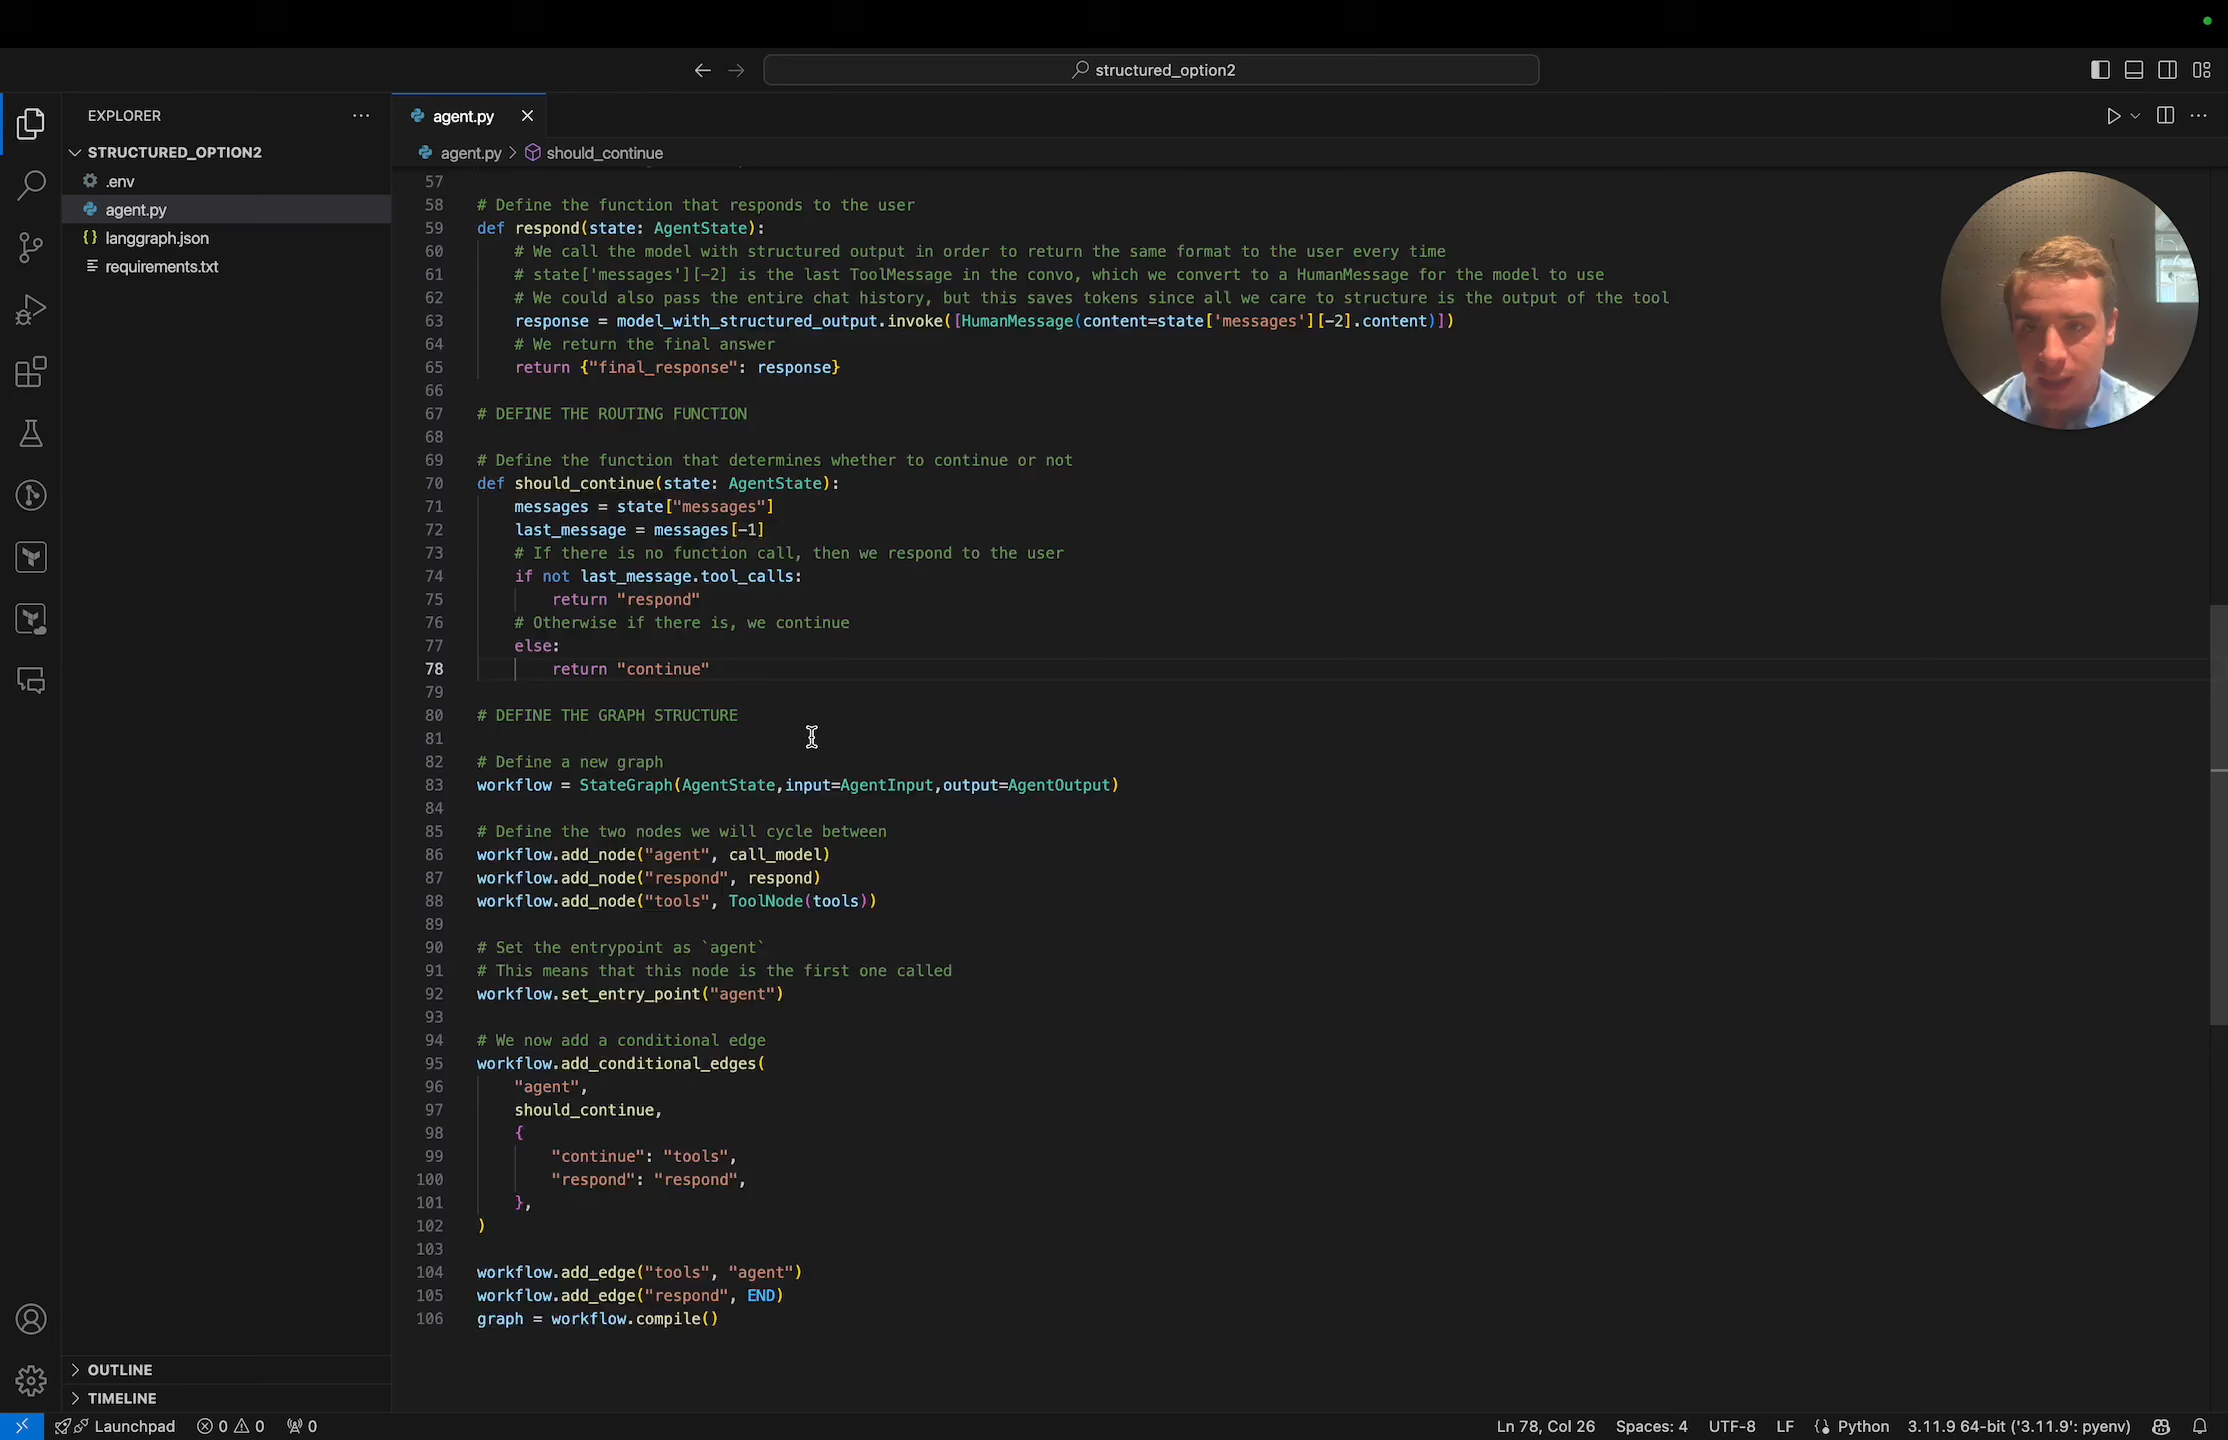 structured_option2
EXPLORER
STRUCTURED_OPTION2
.env
agent.py
langgraph.json
requirements.txt
OUTLINE
TIMELINE
agent.py
agent.py > should_continue
57
58 # Define the function that responds to the user
59 def respond(state: AgentState):
60 # We call the model with structured output in order to return the same format to the user every time
61 # state['messages'][-2] is the last ToolMessage in the convo, which we convert to a HumanMessage for the model to use
62 # We could also pass the entire chat history, but this saves tokens since all we care to structure is the output of the tool
63 response = model_with_structured_output.invoke([HumanMessage(content=state['messages'][-2].content)])
64 # We return the final answer
65 return {"final_response": response}
66
67 # DEFINE THE ROUTING FUNCTION
68
69 # Define the function that determines whether to continue or not
70 def should_continue(state: AgentState):
71 messages = state["messages"]
72 last_message = messages[-1]
73 # If there is no function call, then we respond to the user
74 if not last_message.tool_calls:
75 return "respond"
76 # Otherwise if there is, we continue
77 else:
78 return "continue"
79
80 # DEFINE THE GRAPH STRUCTURE
81
82 # Define a new graph
83 workflow = StateGraph(AgentState,input=AgentInput,output=AgentOutput)
84
85 # Define the two nodes we will cycle between
86 workflow.add_node("agent", call_model)
87 workflow.add_node("respond", respond)
88 workflow.add_node("tools", ToolNode(tools))
89
90 # Set the entrypoint as `agent`
91 # This means that this node is the first one called
92 workflow.set_entry_point("agent")
93
94 # We now add a conditional edge
95 workflow.add_conditional_edges(
96 "agent",
97 should_continue,
98 {
99 "continue": "tools",
100 "respond": "respond",
101 },
102 )
103
104 workflow.add_edge("tools", "agent")
105 workflow.add_edge("respond", END)
106 graph = workflow.compile()
Launchpad 0 0 0 Ln 78, Col 26 Spaces: 4 UTF-8 LF Python 3.11.9 64-bit ('3.11.9': pyenv)